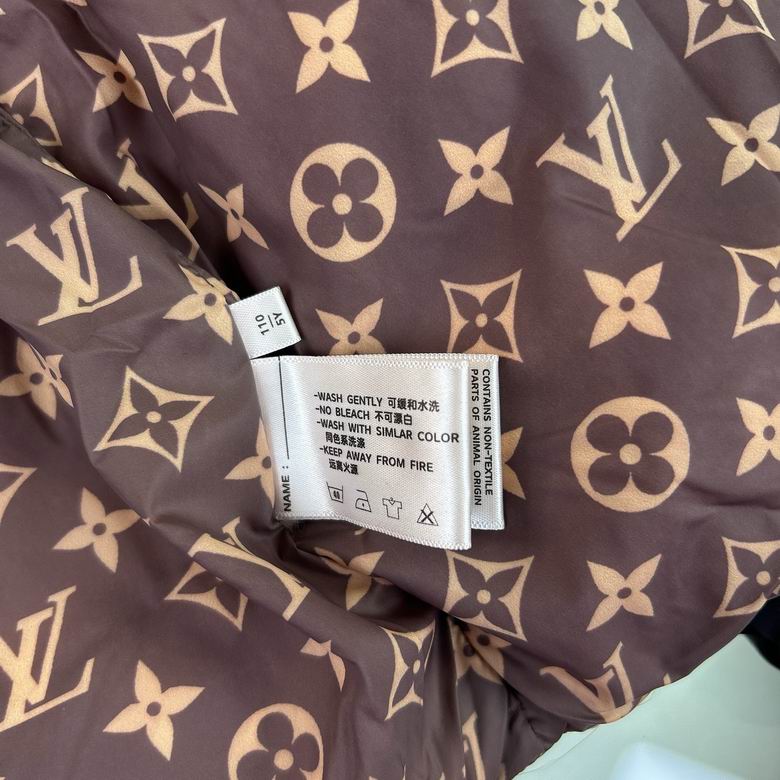 110
5Y
NAME :
-WASH GENTLY 可缓和水洗
-NO BLEACH 不可漂白
-WASH WITH SIMLAR COLOR
同色系洗涤
-KEEP AWAY FROM FIRE
远离火源
40
CONTAINS NON-TEXTILE
PARTS OF ANIMAL ORIGIN